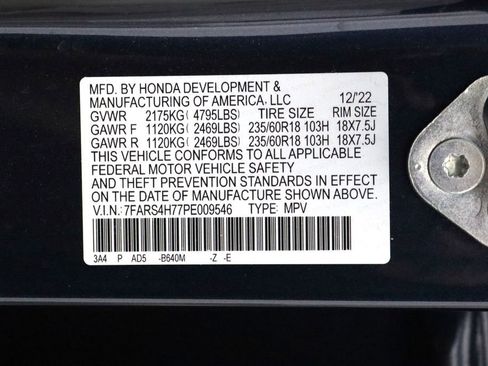 MFD. BY HONDA DEVELOPMENT &
MANUFACTURING OF AMERICA, LLC 12/'22
GVWR 2175KG( 4795LBS) TIRE SIZE RIM SIZE
GAWR F 1120KG( 2469LBS) 235/60R18 103H 18X7.5J
GAWR R 1120KG( 2469LBS) 235/60R18 103H 18X7.5J
THIS VEHICLE CONFORMS TO ALL APPLICABLE
FEDERAL MOTOR VEHICLE SAFETY
AND THEFT PREVENTION STANDARDS IN EFFECT
ON THE DATE OF MANUFACTURE SHOWN ABOVE.
V.I.N.: 7FARS4H77PE009546 TYPE: MPV
3A4 P AD5 -B640M -Z -E